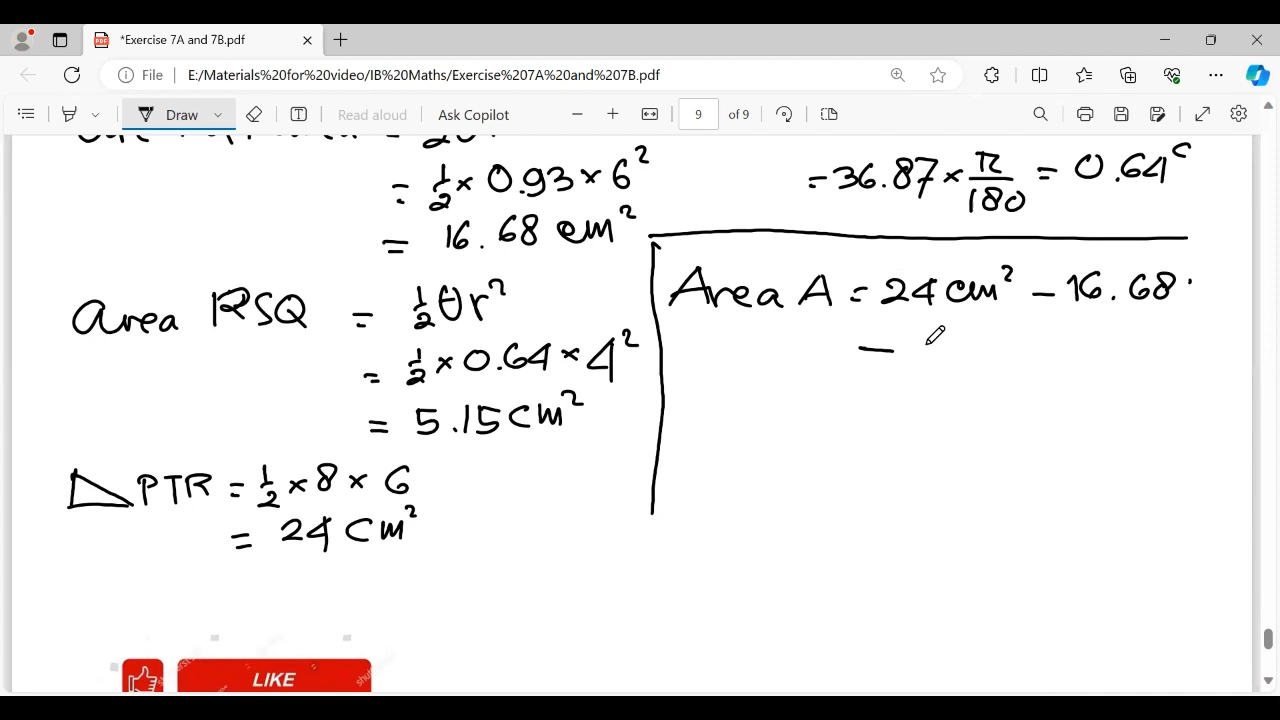 *Exercise 7A and 7B.pdf
File E:/Materials%20for%20video/IB%20Maths/Exercise%207A%20and%207B.pdf
Draw Read aloud Ask Copilot 9 of 9
= ½ × 0.93 × 6²
= 16.68 cm²
Area RSQ = ½θr²
= ½ × 0.64 × 4²
= 5.15 cm²
PTR = ½ × 8 × 6
= 24 cm²
= 36.87 × π/180 = 0.64ᶜ
Area A = 24 cm² – 16.68 .
–
LIKE